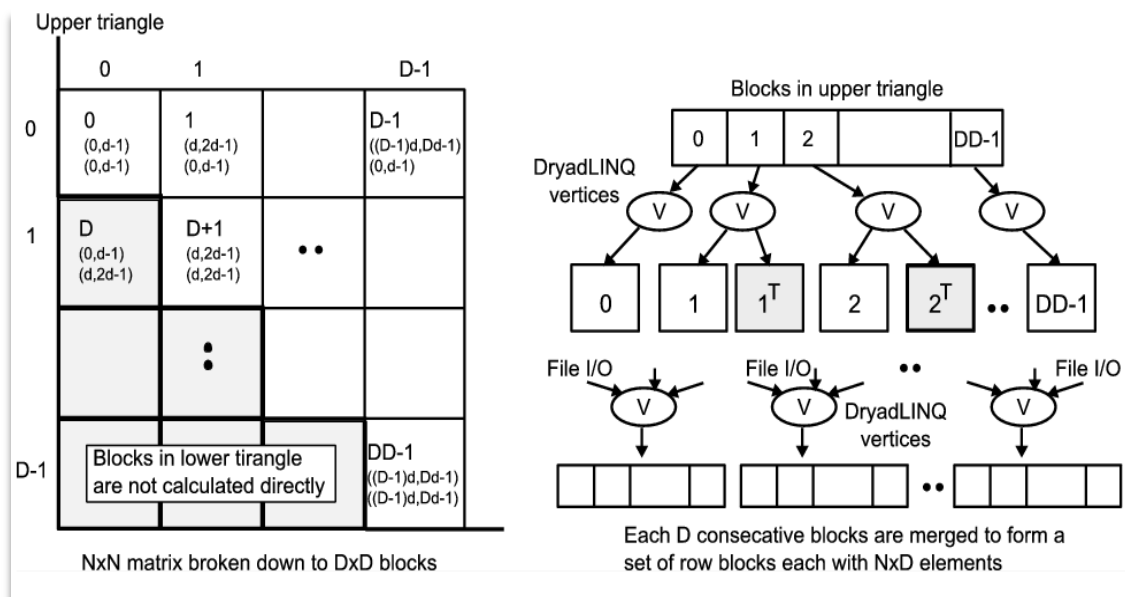 Upper triangle
0 1 D-1
0
0
(0,d-1)
(0,d-1)
1
(d,2d-1)
(0,d-1)
D-1
((D-1)d,Dd-1)
(0,d-1)
1
D
(0,d-1)
(d,2d-1)
D+1
(d,2d-1)
(d,2d-1)
D-1
Blocks in lower tirangle
are not calculated directly
DD-1
((D-1)d,Dd-1)
((D-1)d,Dd-1)
NxN matrix broken down to DxD blocks
Blocks in upper triangle
0 1 2 DD-1
DryadLINQ
vertices
V V V V
0 1 1T 2 2T DD-1
File I/O File I/O File I/O
V V V
DryadLINQ
vertices
Each D consecative blocks are merged to form a
set of row blocks each with NxD elements